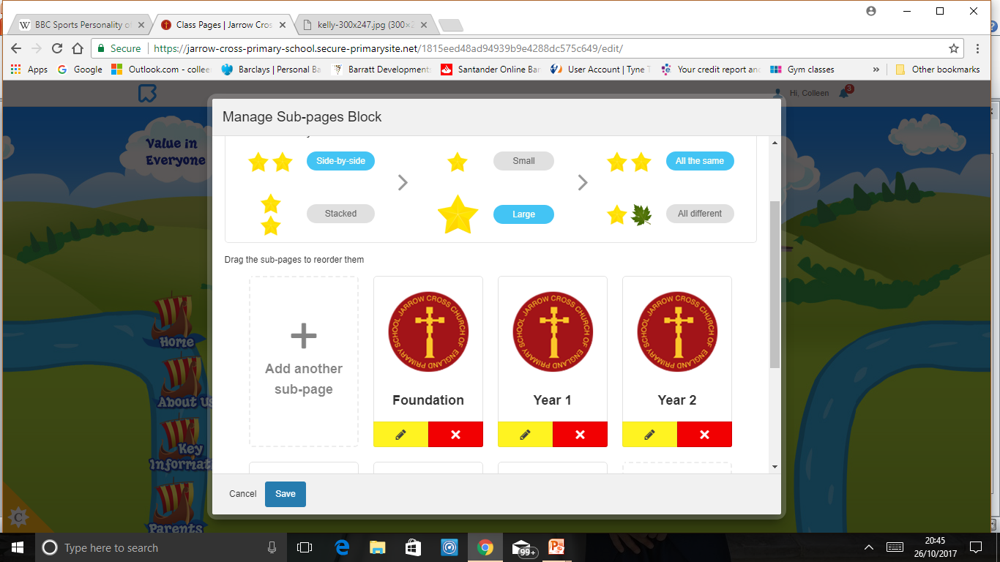 BBC Sports Personality of
Class Pages | Jarrow Cros
kelly-300x247.jpg (300×2
Secure
https://jarrow-cross-primary-school.secure-primarysite.net/1815eed48ad94939b9e4288dc575c649/edit/
Apps
Google
Outlook.com - collee
Barclays | Personal Ba
Barratt Developments
Santander Online Ban
User Account | Tyne T
Your credit report and
Gym classes
»
Other bookmarks
Hi, Colleen
3
Value in
Everyone
Manage Sub-pages Block
Side-by-side
Small
All the same
Stacked
Large
All different
Drag the sub-pages to reorder them
Add another
sub-page
JARROW CROSS CHURCH OF ENGLAND PRIMARY SCHOOL
Foundation
JARROW CROSS CHURCH OF ENGLAND PRIMARY SCHOOL
Year 1
JARROW CROSS CHURCH OF ENGLAND PRIMARY SCHOOL
Year 2
Home
About Us
Key
Informati
Parents
C
Cancel
Save
Type here to search
99+
20:45
26/10/2017